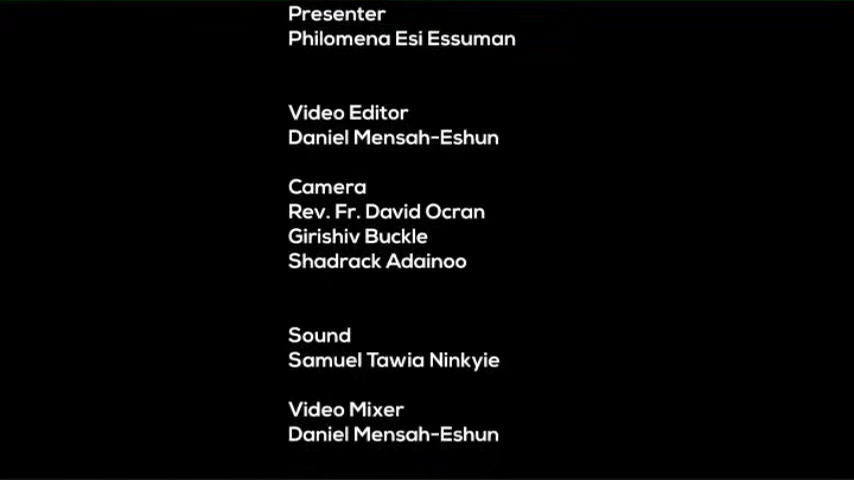 Presenter
Philomena Esi Essuman
Video Editor
Daniel Mensah-Eshun
Camera
Rev. Fr. David Ocran
Girishiv Buckle
Shadrack Adainoo
Sound
Samuel Tawia Ninkyie
Video Mixer
Daniel Mensah-Eshun